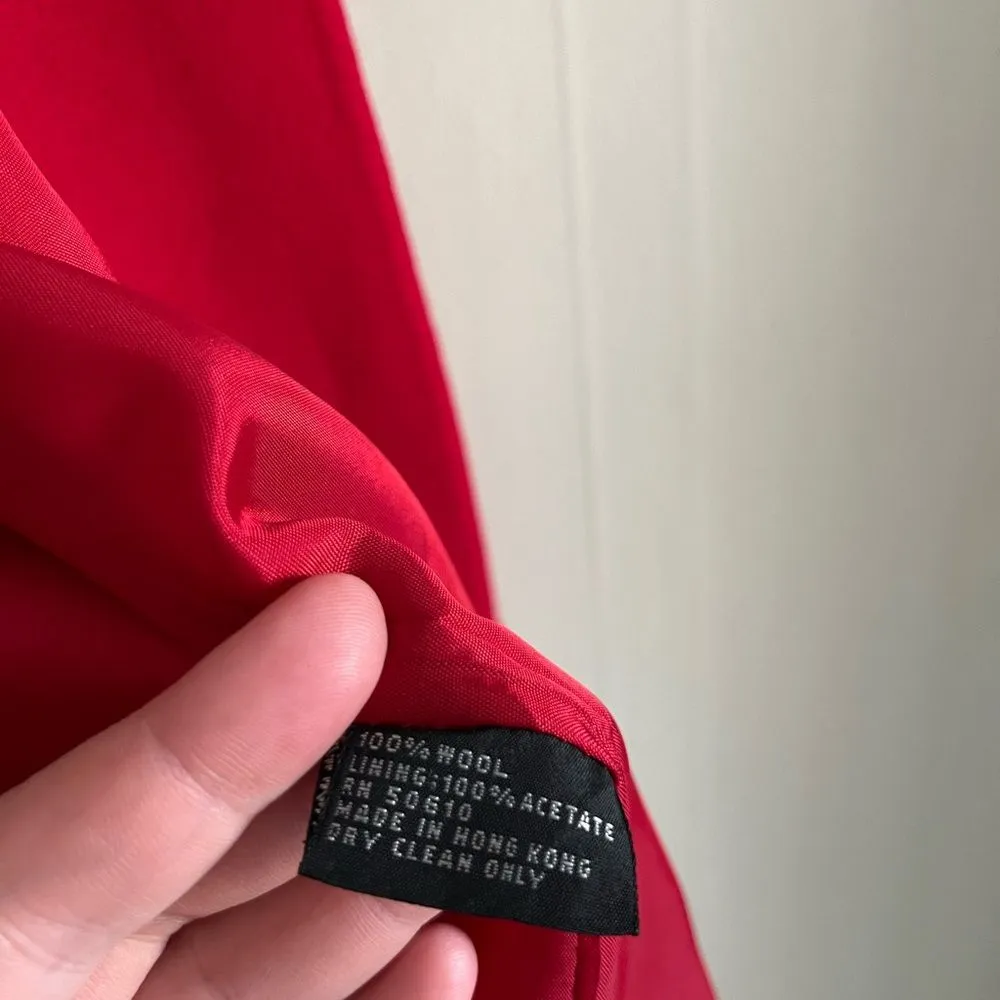 100% WOOL
LINING:100% ACETATE
RN 50610
MADE IN HONG KONG
DRY CLEAN ONLY